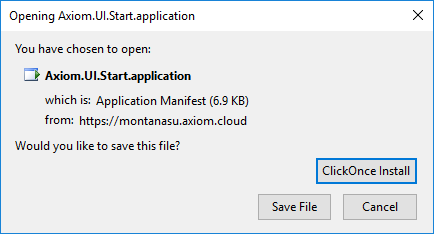 Opening Axiom.UI.Start.application
You have chosen to open:
Axiom.UI.Start.application
which is: Application Manifest (6.9 KB)
from: https://montanasu.axiom.cloud
Would you like to save this file?
ClickOnce Install
Save File
Cancel